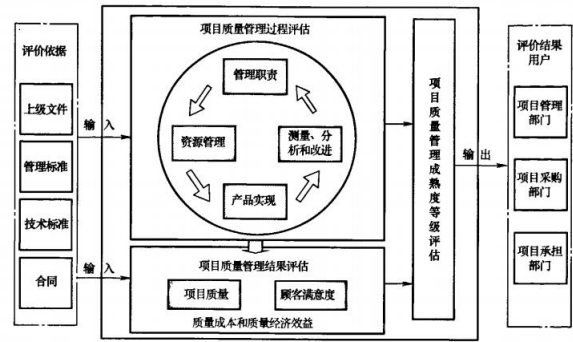 评价依据
上级文件
管理标准
技术标准
合同
输 入
输 入
项目质量管理过程评估
管理职责
资源管理
测量、分
析和改进
产品实现
项目质量管理结果评估
项目质量
顾客满意度
质量成本和质量经济效益
项目质量管理成熟度等级评估
输 出
评价结果
用户
项目管理
部门
项目采购
部门
项目承担
部门